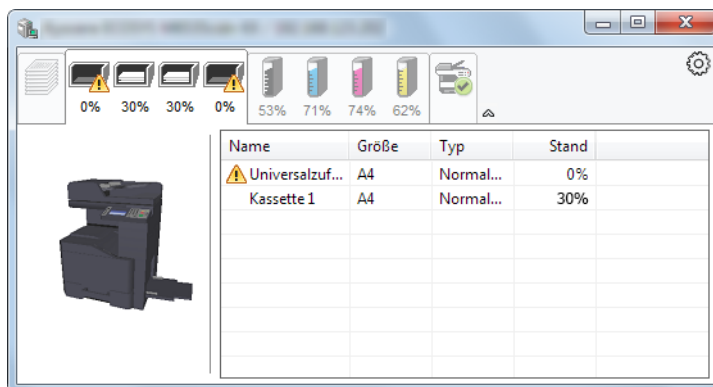 0% 30% 30% 0% 53% 71% 74% 62%
Name Größe Typ Stand
Universalzuf... A4 Normal... 0%
Kassette 1 A4 Normal... 30%